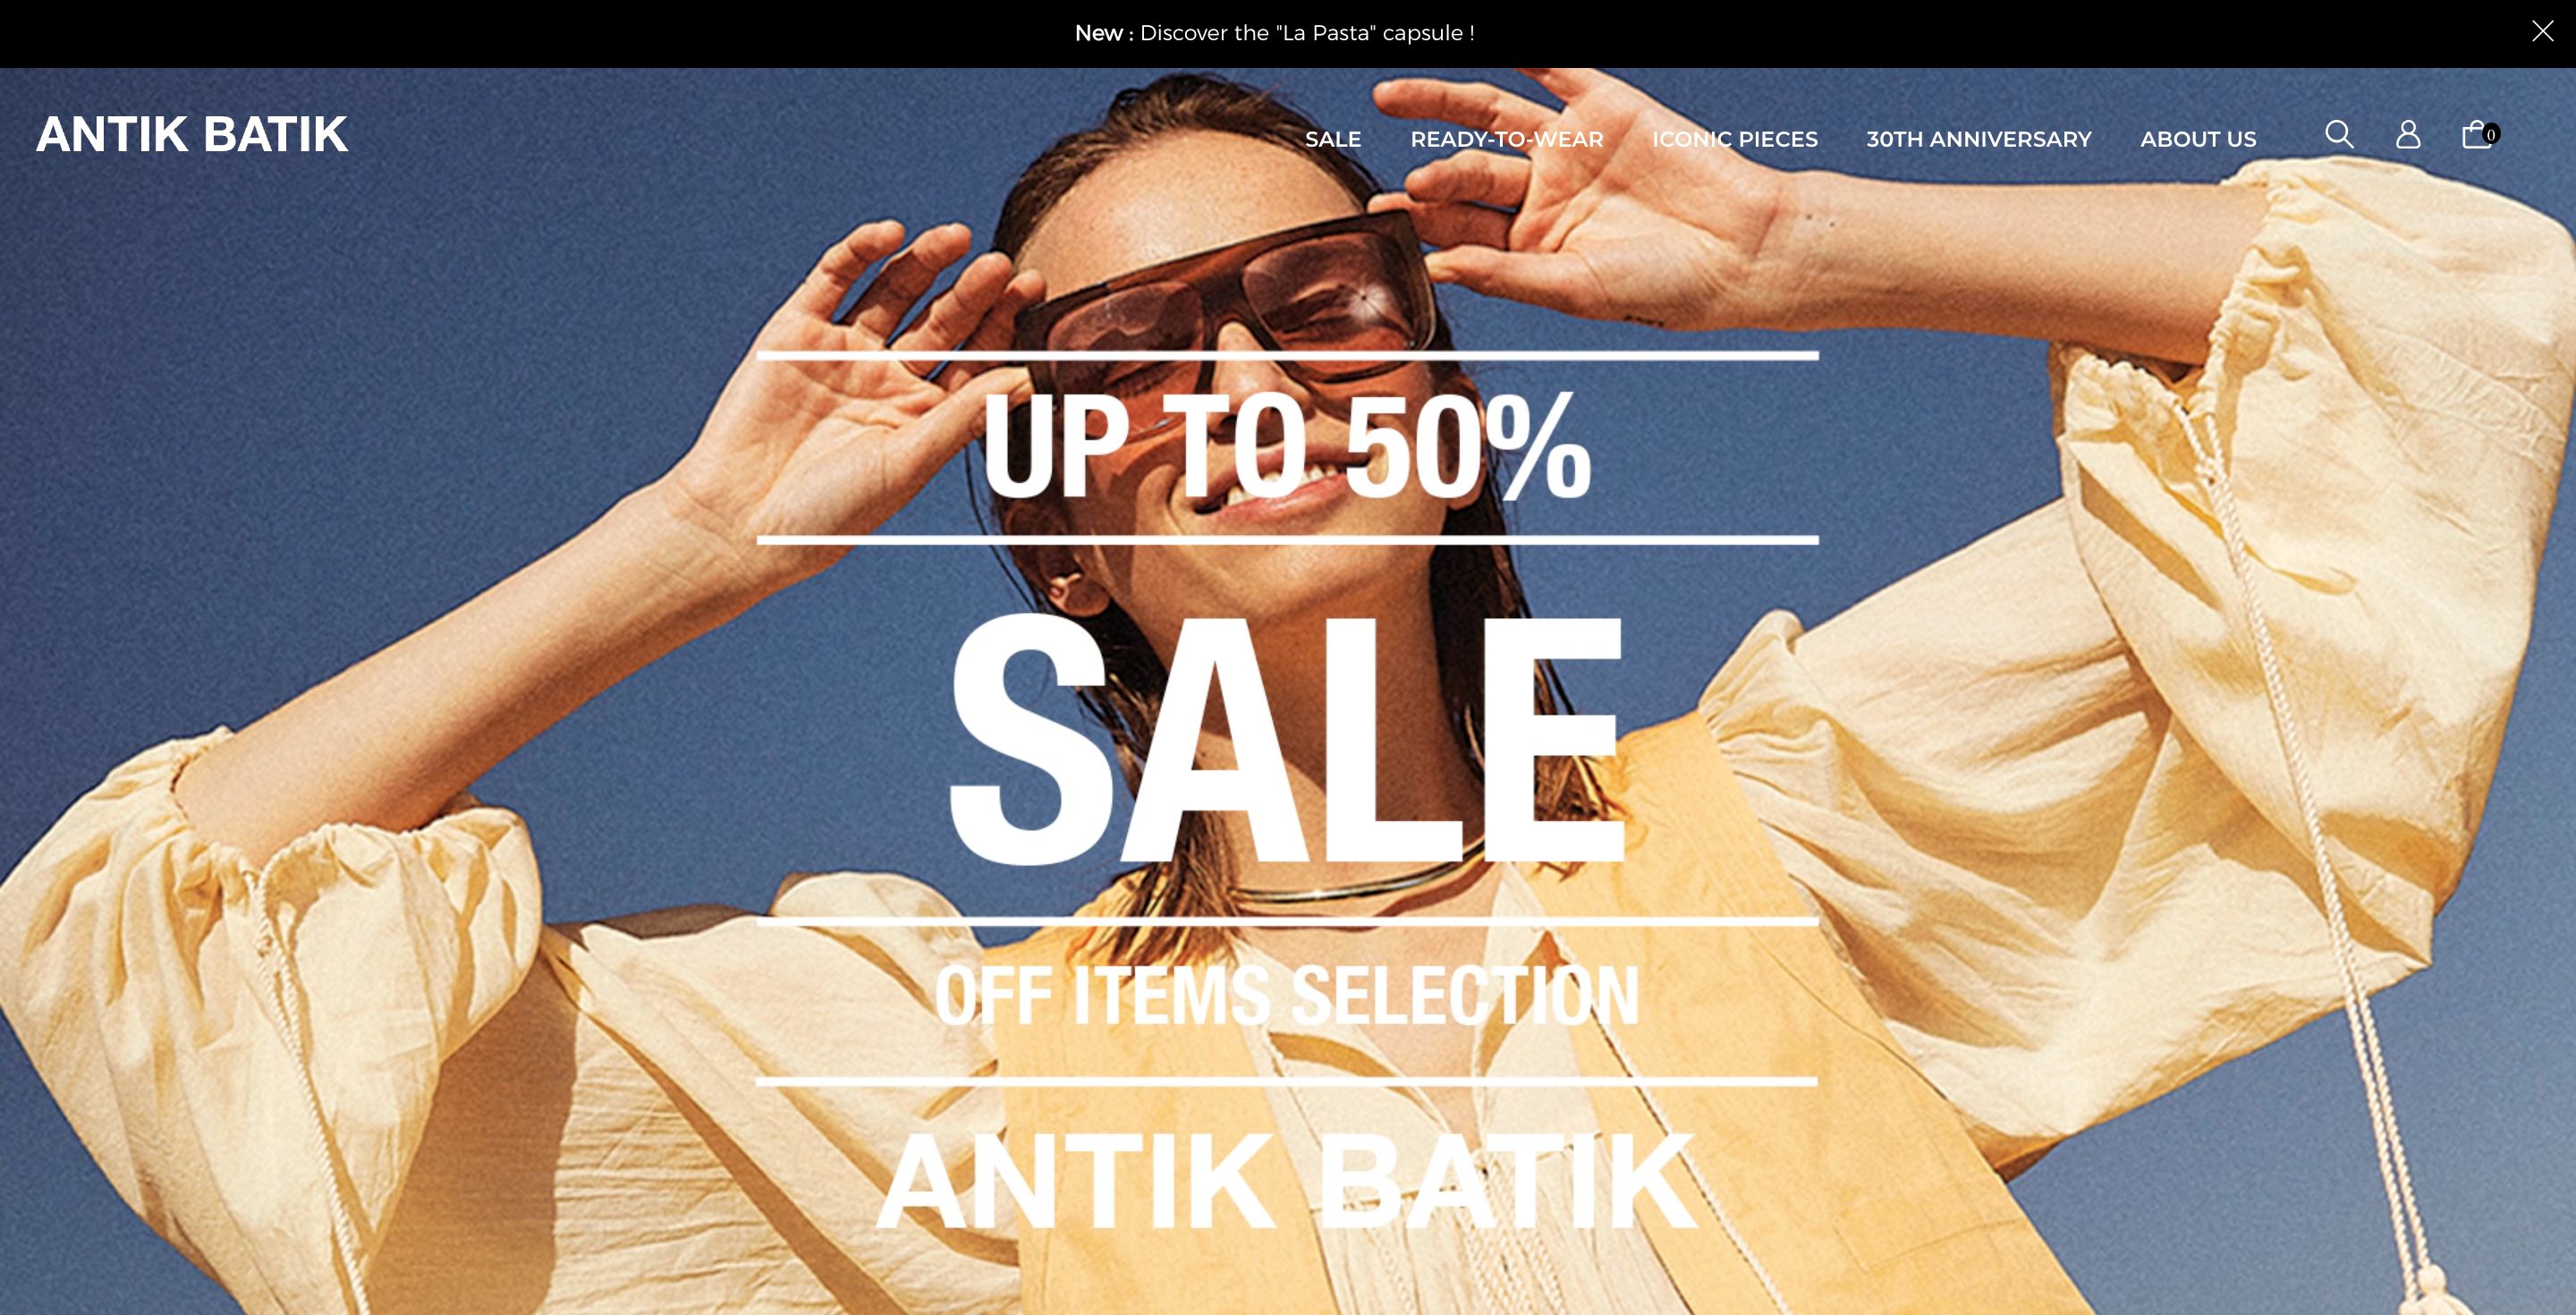 New : Discover the "La Pasta" capsule !
ANTIK BATIK
SALE READY-TO-WEAR ICONIC PIECES 30TH ANNIVERSARY ABOUT US 0
UP TO 50%
SALE
OFF ITEMS SELECTION
ANTIK BATIK